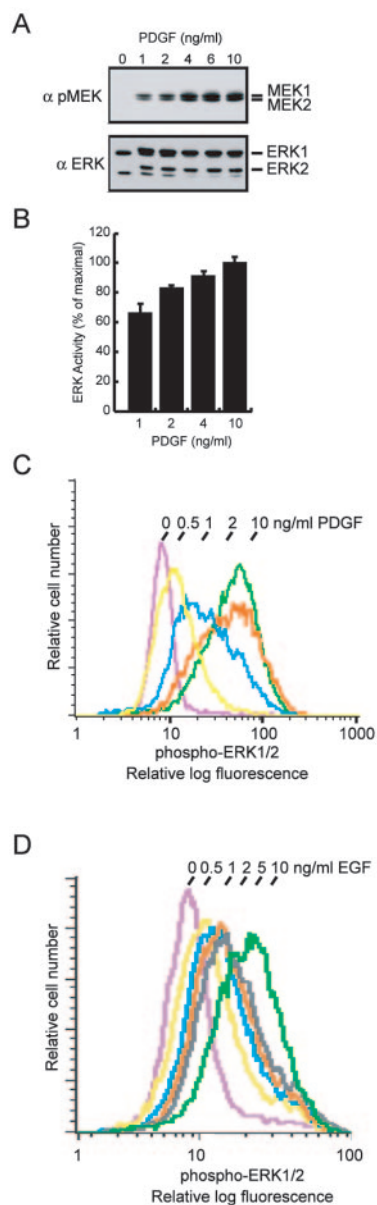 A
PDGF (ng/ml)
0 1 2 4 6 10
α pMEK
MEK1
MEK2
α ERK
ERK1
ERK2
B
ERK Activity (% of maximal)
120
100
80
60
40
20
0
1 2 4 10
PDGF (ng/ml)
C
0 0.5 1 2 10 ng/ml PDGF
Relative cell number
1 10 100 1000
phospho-ERK1/2
Relative log fluorescence
D
0 0.5 1 2 5 10 ng/ml EGF
Relative cell number
1 10 100
phospho-ERK1/2
Relative log fluorescence